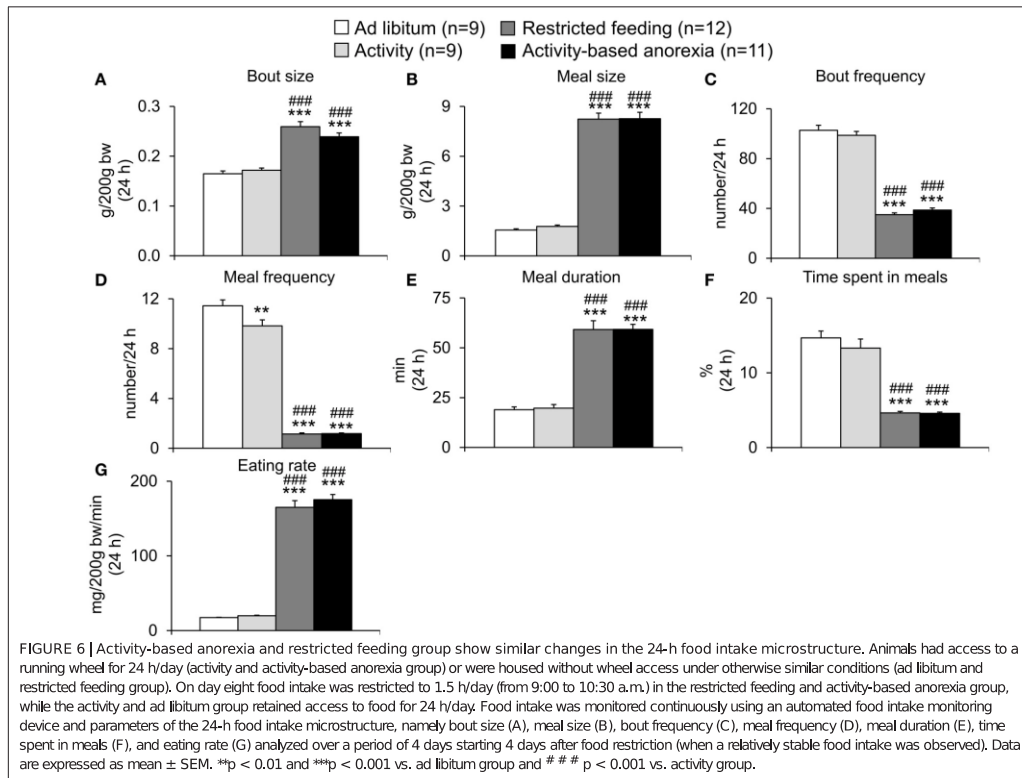 Ad libitum (n=9) Restricted feeding (n=12)
Activity (n=9) Activity-based anorexia (n=11)
A Bout size
g/200g bw
(24 h)
0.3
0.2
0.1
0.0
###
***
###
***
B Meal size
g/200g bw
(24 h)
9
6
3
0
###
***
###
***
C Bout frequency
number/24 h
120
80
40
0
###
***
###
***
D Meal frequency
number/24 h
12
9
6
3
0
**
###
***
###
***
E Meal duration
min
(24 h)
75
50
25
0
###
***
###
***
F Time spent in meals
%
(24 h)
20
15
10
5
0
###
***
###
***
G Eating rate
mg/200g bw/min
(24 h)
200
100
0
###
***
###
***
FIGURE 6 | Activity-based anorexia and restricted feeding group show similar changes in the 24-h food intake microstructure. Animals had access to a
running wheel for 24 h/day (activity and activity-based anorexia group) or were housed without wheel access under otherwise similar conditions (ad libitum and
restricted feeding group). On day eight food intake was restricted to 1.5 h/day (from 9:00 to 10:30 a.m.) in the restricted feeding and activity-based anorexia group,
while the activity and ad libitum group retained access to food for 24 h/day. Food intake was monitored continuously using an automated food intake monitoring
device and parameters of the 24-h food intake microstructure, namely bout size (A), meal size (B), bout frequency (C), meal frequency (D), meal duration (E), time
spent in meals (F), and eating rate (G) analyzed over a period of 4 days starting 4 days after food restriction (when a relatively stable food intake was observed). Data
are expressed as mean ± SEM. **p < 0.01 and ***p < 0.001 vs. ad libitum group and # # # p < 0.001 vs. activity group.